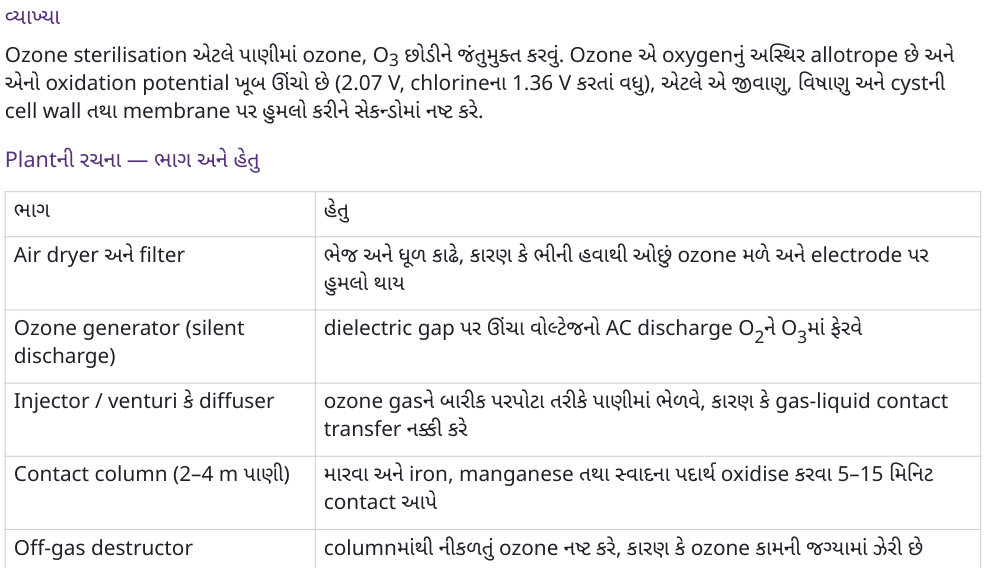 વ્યાખ્યા
Ozone sterilisation એટલે પાણીમાં ozone, O3 છોડીને જંતુમુક્ત કરવું. Ozone એ oxygenનું અસ્થિર allotrope છે અને
એનો oxidation potential ખૂબ ઊંચો છે (2.07 V, chlorineના 1.36 V કરતાં વધુ), એટલે એ જીવાણુ, વિષાણુ અને cystની
cell wall તથા membrane પર હુમલો કરીને સેકન્ડોમાં નષ્ટ કરે.
Plantની રચના — ભાગ અને હેતુ
ભાગ
હેતુ
Air dryer અને filter
ભેજ અને ધૂળ કાઢે, કારણ કે ભીની હવાથી ઓછું ozone મળે અને electrode પર
હુમલો થાય
Ozone generator (silent
discharge)
dielectric gap પર ઊંચા વોલ્ટેજનો AC discharge O2ને O3માં ફેરવે
Injector / venturi કે diffuser
ozone gasને બારીક પરપોટા તરીકે પાણીમાં ભેળવે, કારણ કે gas-liquid contact
transfer નક્કી કરે
Contact column (2–4 m પાણી)
મારવા અને iron, manganese તથા સ્વાદના પદાર્થ oxidise કરવા 5–15 મિનિટ
contact આપે
Off-gas destructor
columnમાંથી નીકળતું ozone નષ્ટ કરે, કારણ કે ozone કામની જગ્યામાં ઝેરી છે